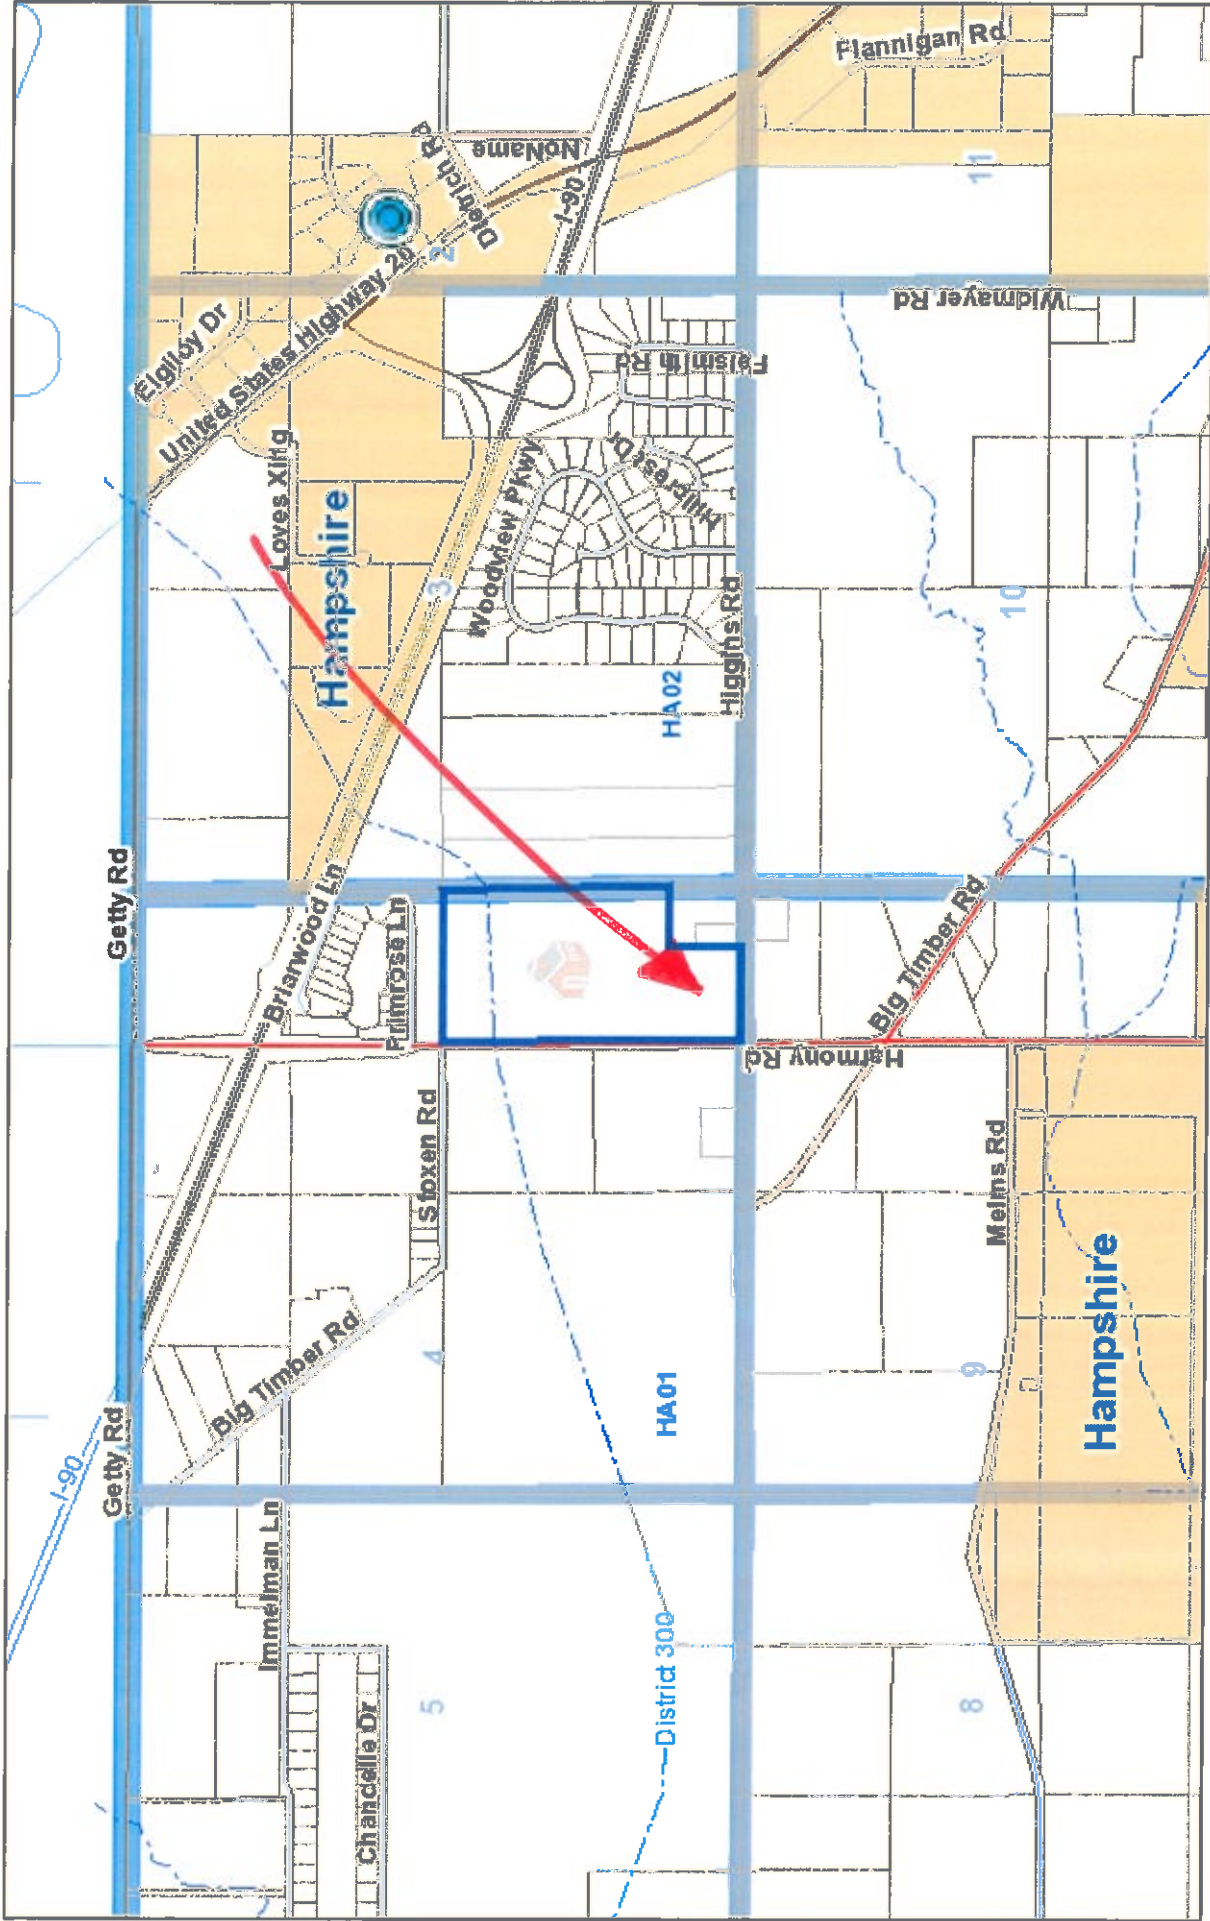 I-90
Getty Rd
Getty Rd
Immelman Ln
Chandelle Dr
Big Timber Rd
Stoxen Rd
Briarwood Ln
Primrose Ln
Loves Xing
Hampshire
Elgiloy Dr
United States Highway 20
Dietrich Rd
NoName
I-90
Flannigan Rd
Woodview Pkwy
Hillcrest Dr
Felsmith Rd
Higgins Rd
Widmayer Rd
Harmony Rd
Big Timber Rd
Melms Rd
Hampshire
District 300
HA01
HA02
5
4
3
2
8
9
10
11